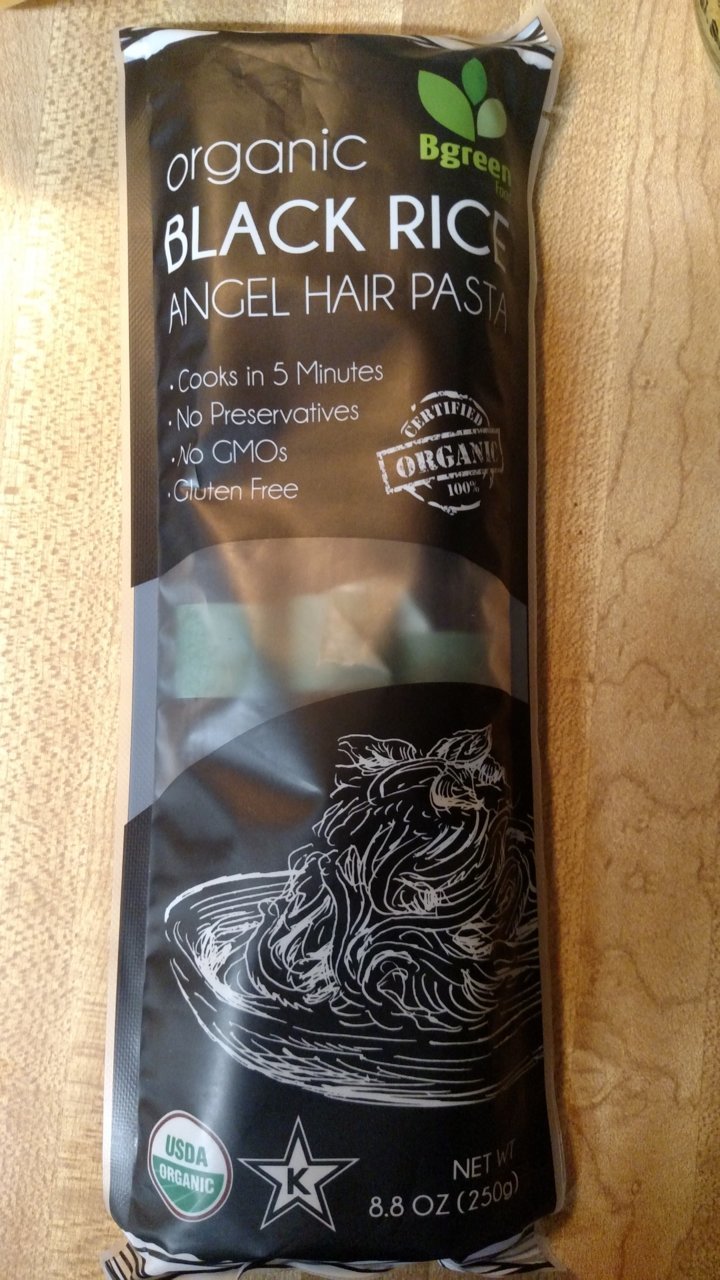 Bgreen
organic
BLACK RICE
ANGEL HAIR PASTA
· Cooks in 5 Minutes
· No Preservatives
· No GMOs
· Gluten Free
CERTIFIED
ORGANIC
100%
USDA
ORGANIC
K
NET WT.
8.8 OZ (250g)